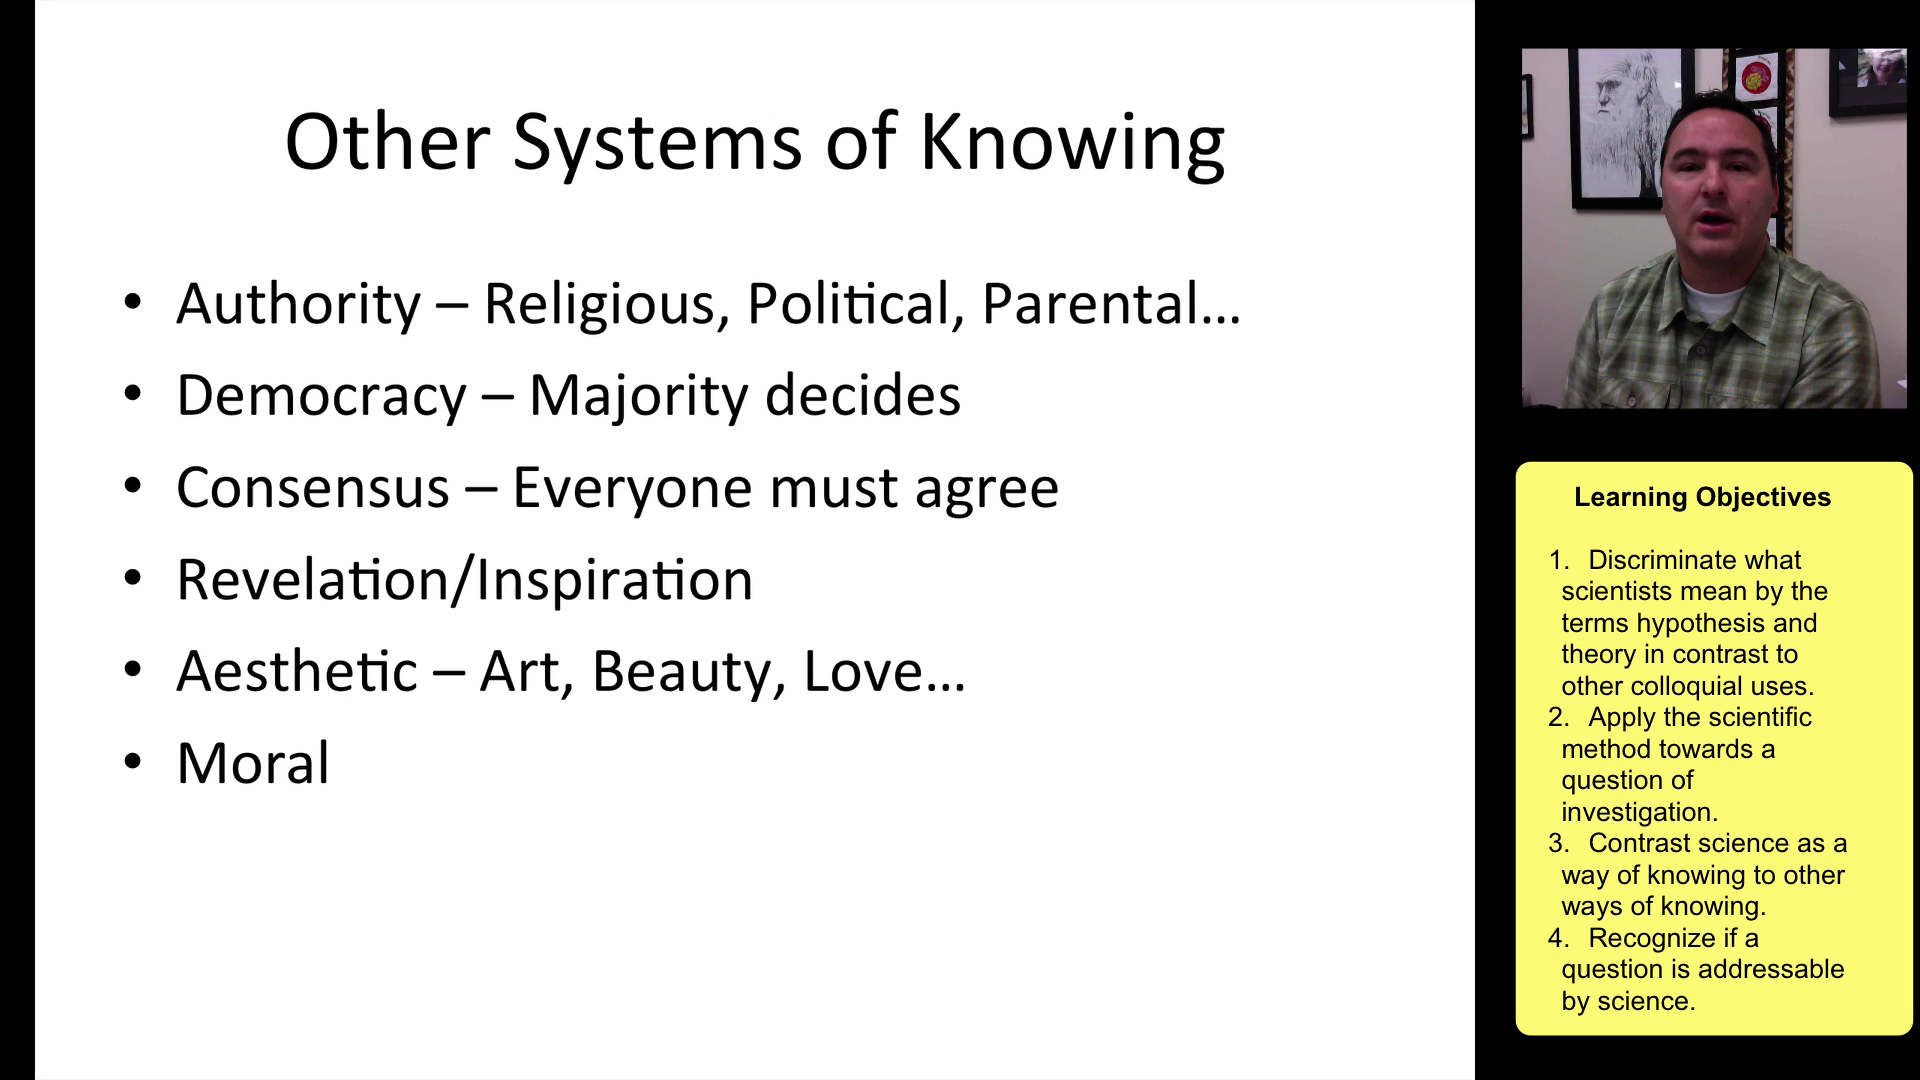 Other Systems of Knowing
• Authority – Religious, Political, Parental…
• Democracy – Majority decides
• Consensus – Everyone must agree
• Revelation/Inspiration
• Aesthetic – Art, Beauty, Love…
• Moral
Learning Objectives
1. Discriminate what
scientists mean by the
terms hypothesis and
theory in contrast to
other colloquial uses.
2. Apply the scientific
method towards a
question of
investigation.
3. Contrast science as a
way of knowing to other
ways of knowing.
4. Recognize if a
question is addressable
by science.